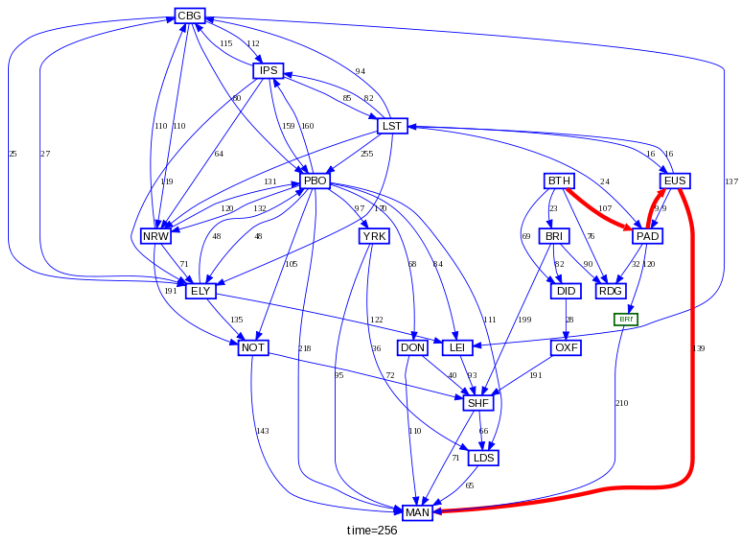 CBG
115
112
IPS
94
80
85
82
LST
110
110
159
160
64
255
16
16
25
27
119
131
PBO
170
24
BTH
EUS
137
120
132
97
23
107
9
9
NRW
YRK
69
BRI
76
PAD
71
48
48
105
68
84
82
90
32
120
ELY
DID
RDG
191
135
122
111
199
28
218
NOT
36
DON
LEI
OXF
139
95
72
40
93
191
SHF
210
143
110
66
71
LDS
65
MAN
time=256